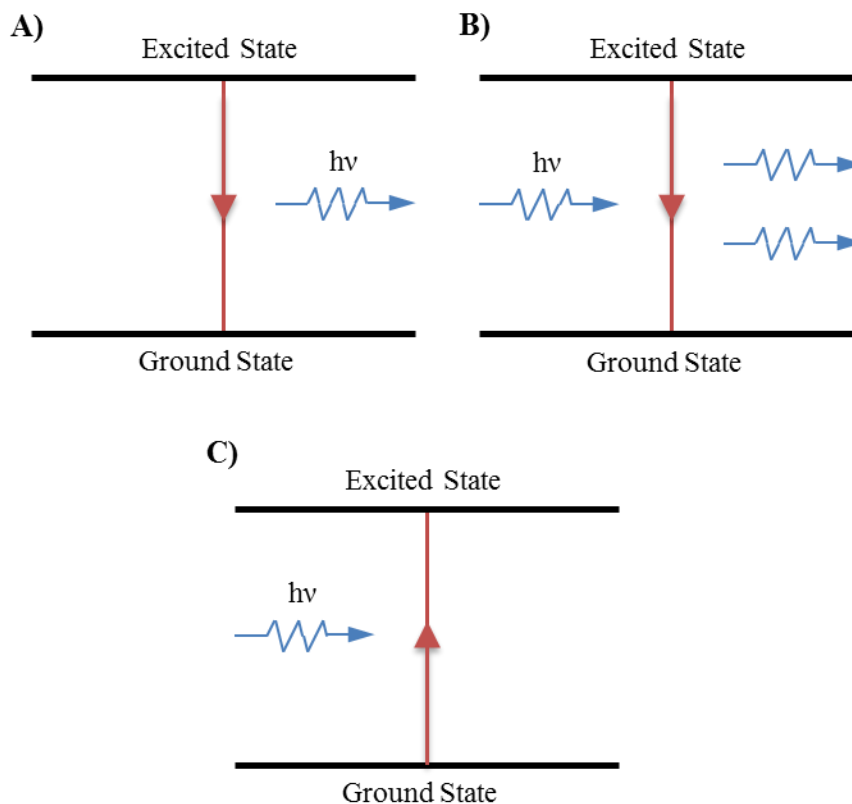 A)
Excited State
hν
Ground State
B)
Excited State
hν
Ground State
C)
Excited State
hν
Ground State